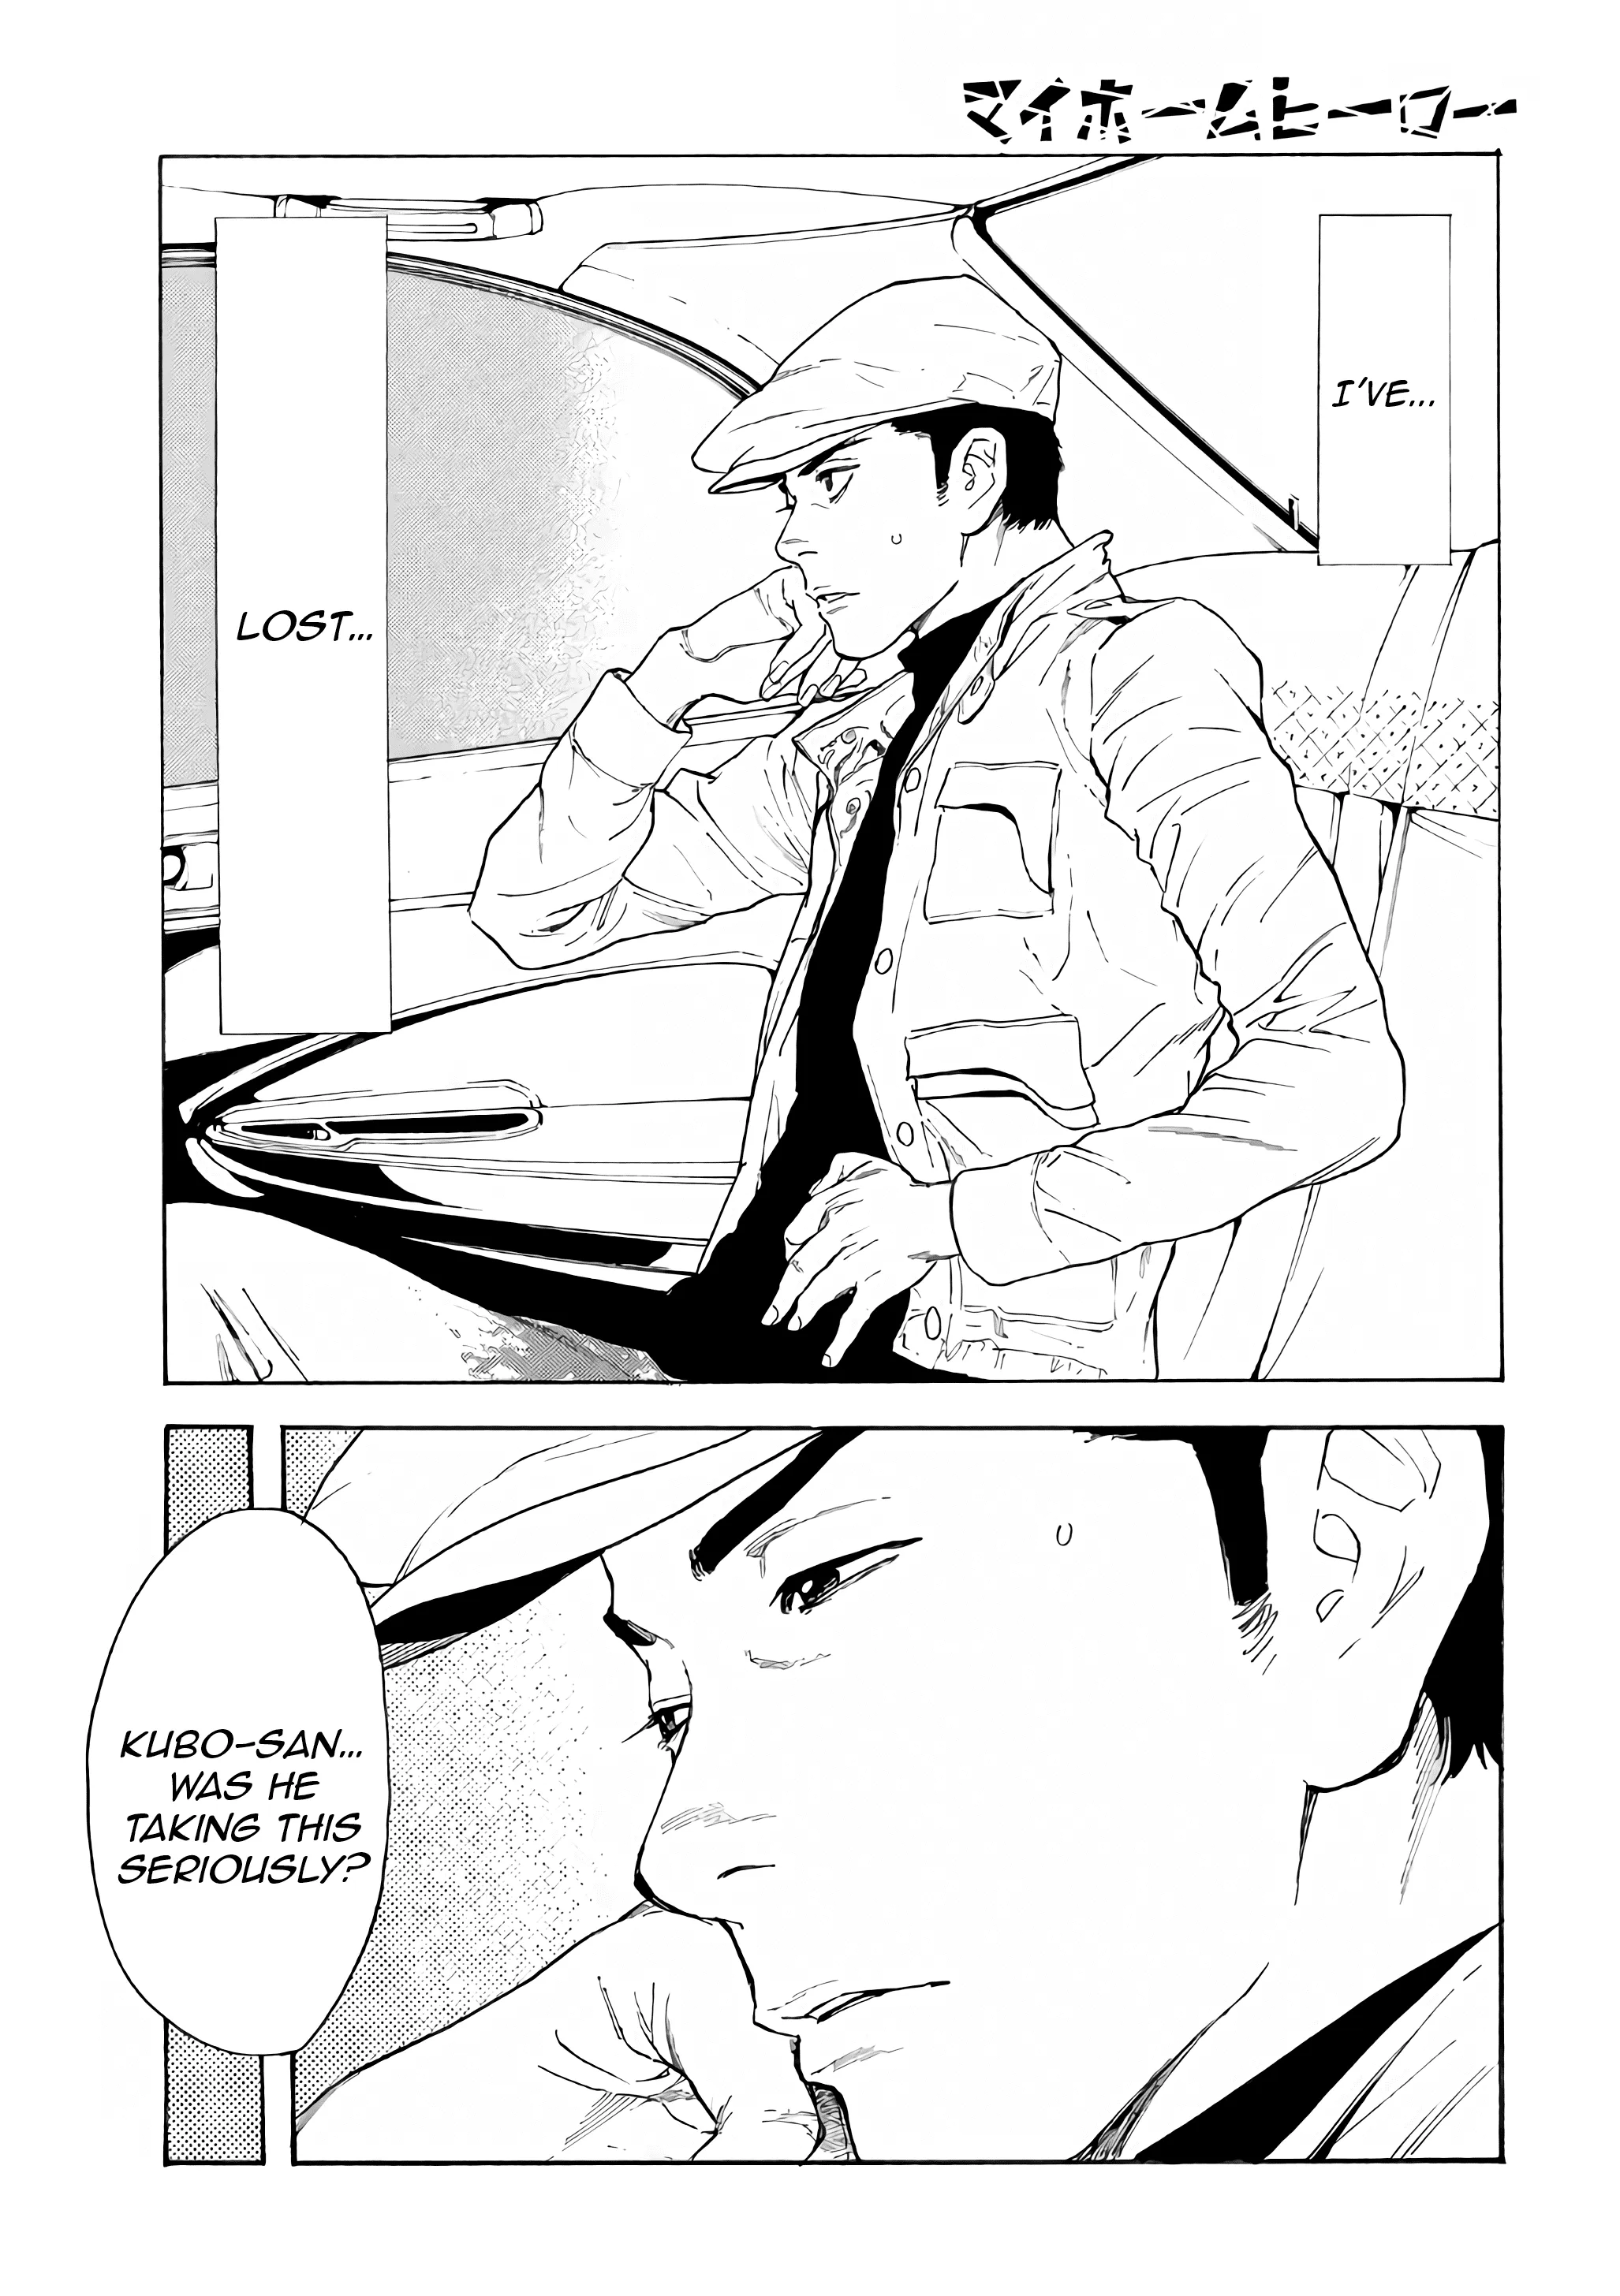 マイホームヒーロー
I'VE...
LOST...
KUBO-SAN...
WAS HE
TAKING THIS
SERIOUSLY?